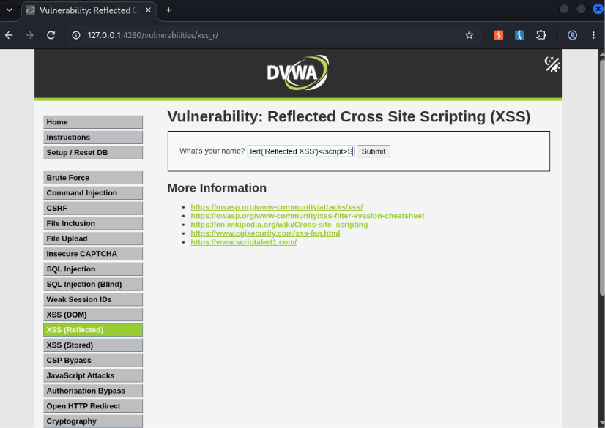 Vulnerability: Reflected C
127.0.0.1:4280/vulnerabilities/xss_r/
DVWA
Home
Instructions
Setup / Reset DB
Brute Force
Command Injection
CSRF
File Inclusion
File Upload
Insecure CAPTCHA
SQL Injection
SQL Injection (Blind)
Weak Session IDs
XSS (DOM)
XSS (Reflected)
XSS (Stored)
CSP Bypass
JavaScript Attacks
Authorisation Bypass
Open HTTP Redirect
Cryptography
Vulnerability: Reflected Cross Site Scripting (XSS)
What's your name? lert('Reflected XSS')</script> Submit
More Information
https://owasp.org/www-community/attacks/xss/
https://owasp.org/www-community/xss-filter-evasion-cheatsheet
https://en.wikipedia.org/wiki/Cross-site_scripting
https://www.cgisecurity.com/xss-faq.html
https://www.scriptalert1.com/